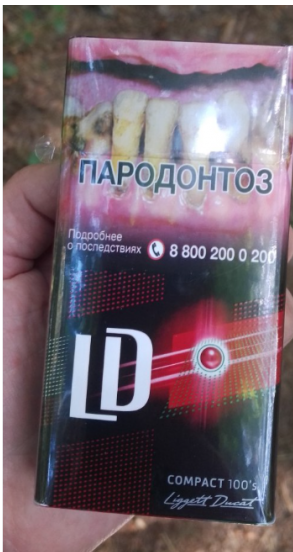 ПАРОДОНТОЗ
Подробнее
о последствиях 8 800 200 0 200
LD
COMPACT 100's
Liggett Ducat